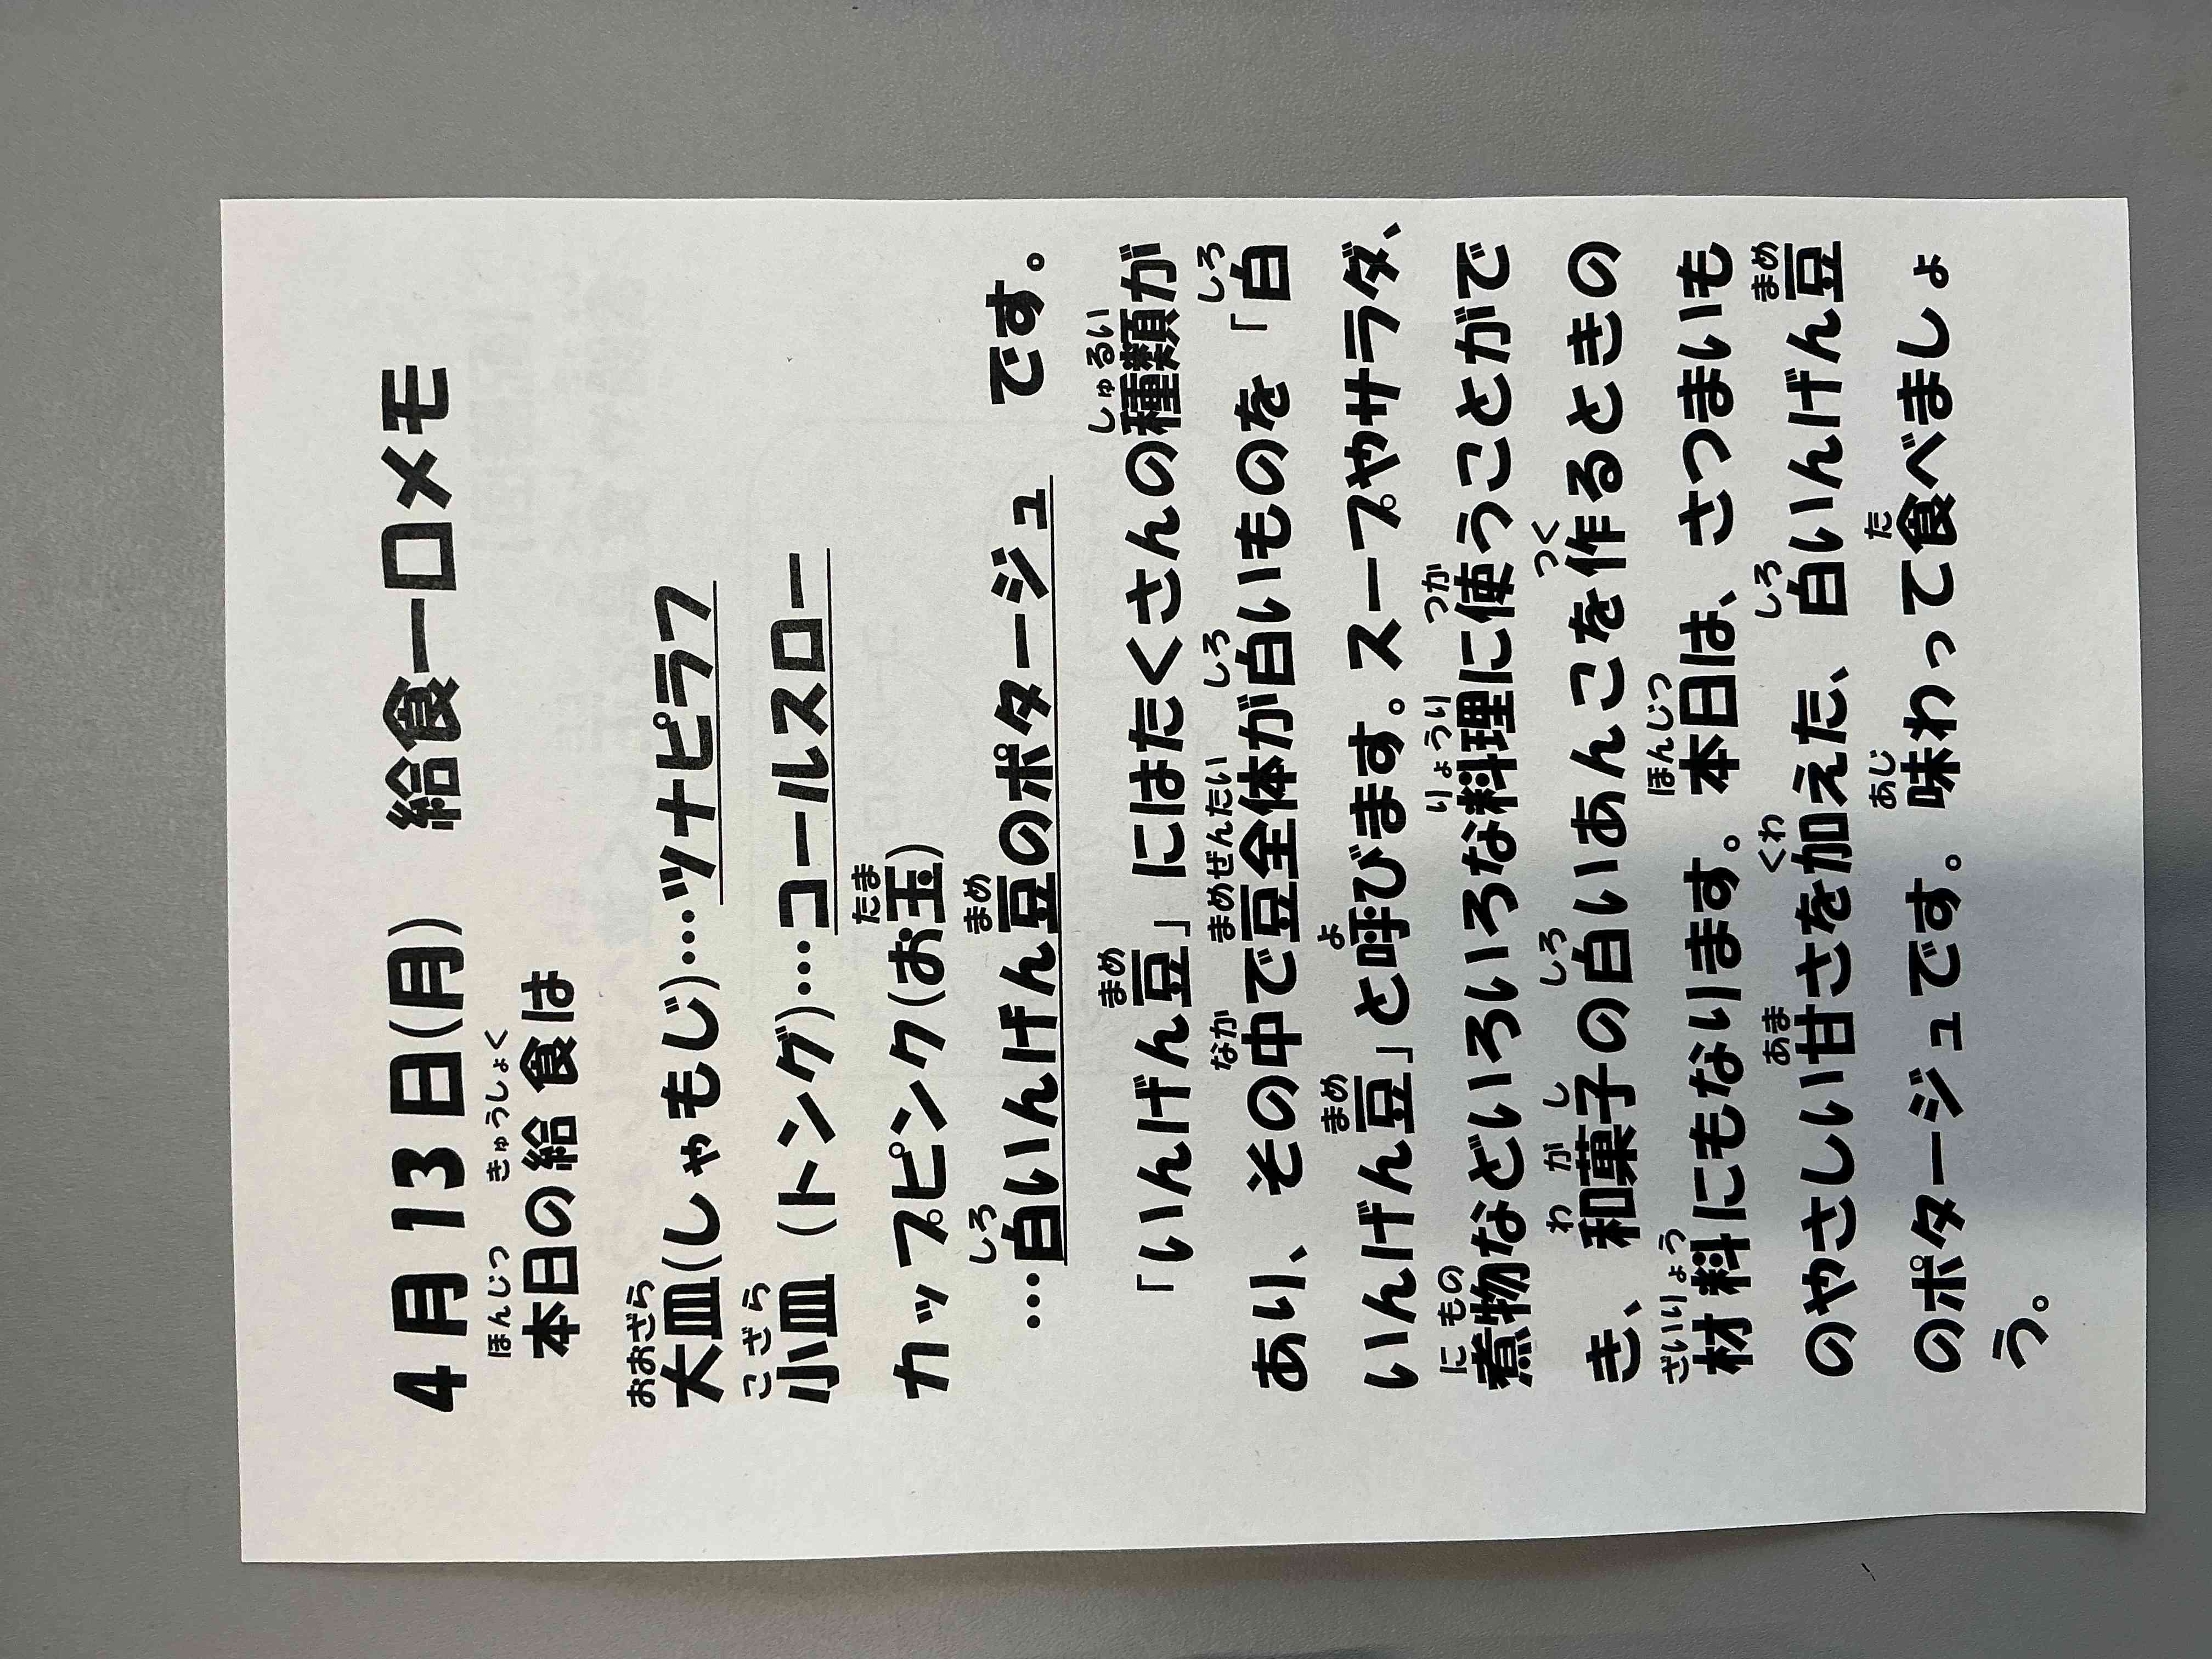 4月13日(月) 給食一口メモ
本日の給食は
大皿(しゃもじ)…ツナピラフ
小皿(トング)…コールスロー
カップピンク(お玉)
…白いんげん豆のポタージュ です。
「いんげん豆」にはたくさんの種類が
あり、その中で豆全体が白いものを「白
いんげん豆」と呼びます。スープやサラダ、
煮物などいろいろな料理に使うことがで
き、和菓子の白いあんこを作るときの
材料にもなります。本日は、さつまいも
のやさしい甘さを加えた、白いんげん豆
のポタージュです。味わって食べましょ
う。